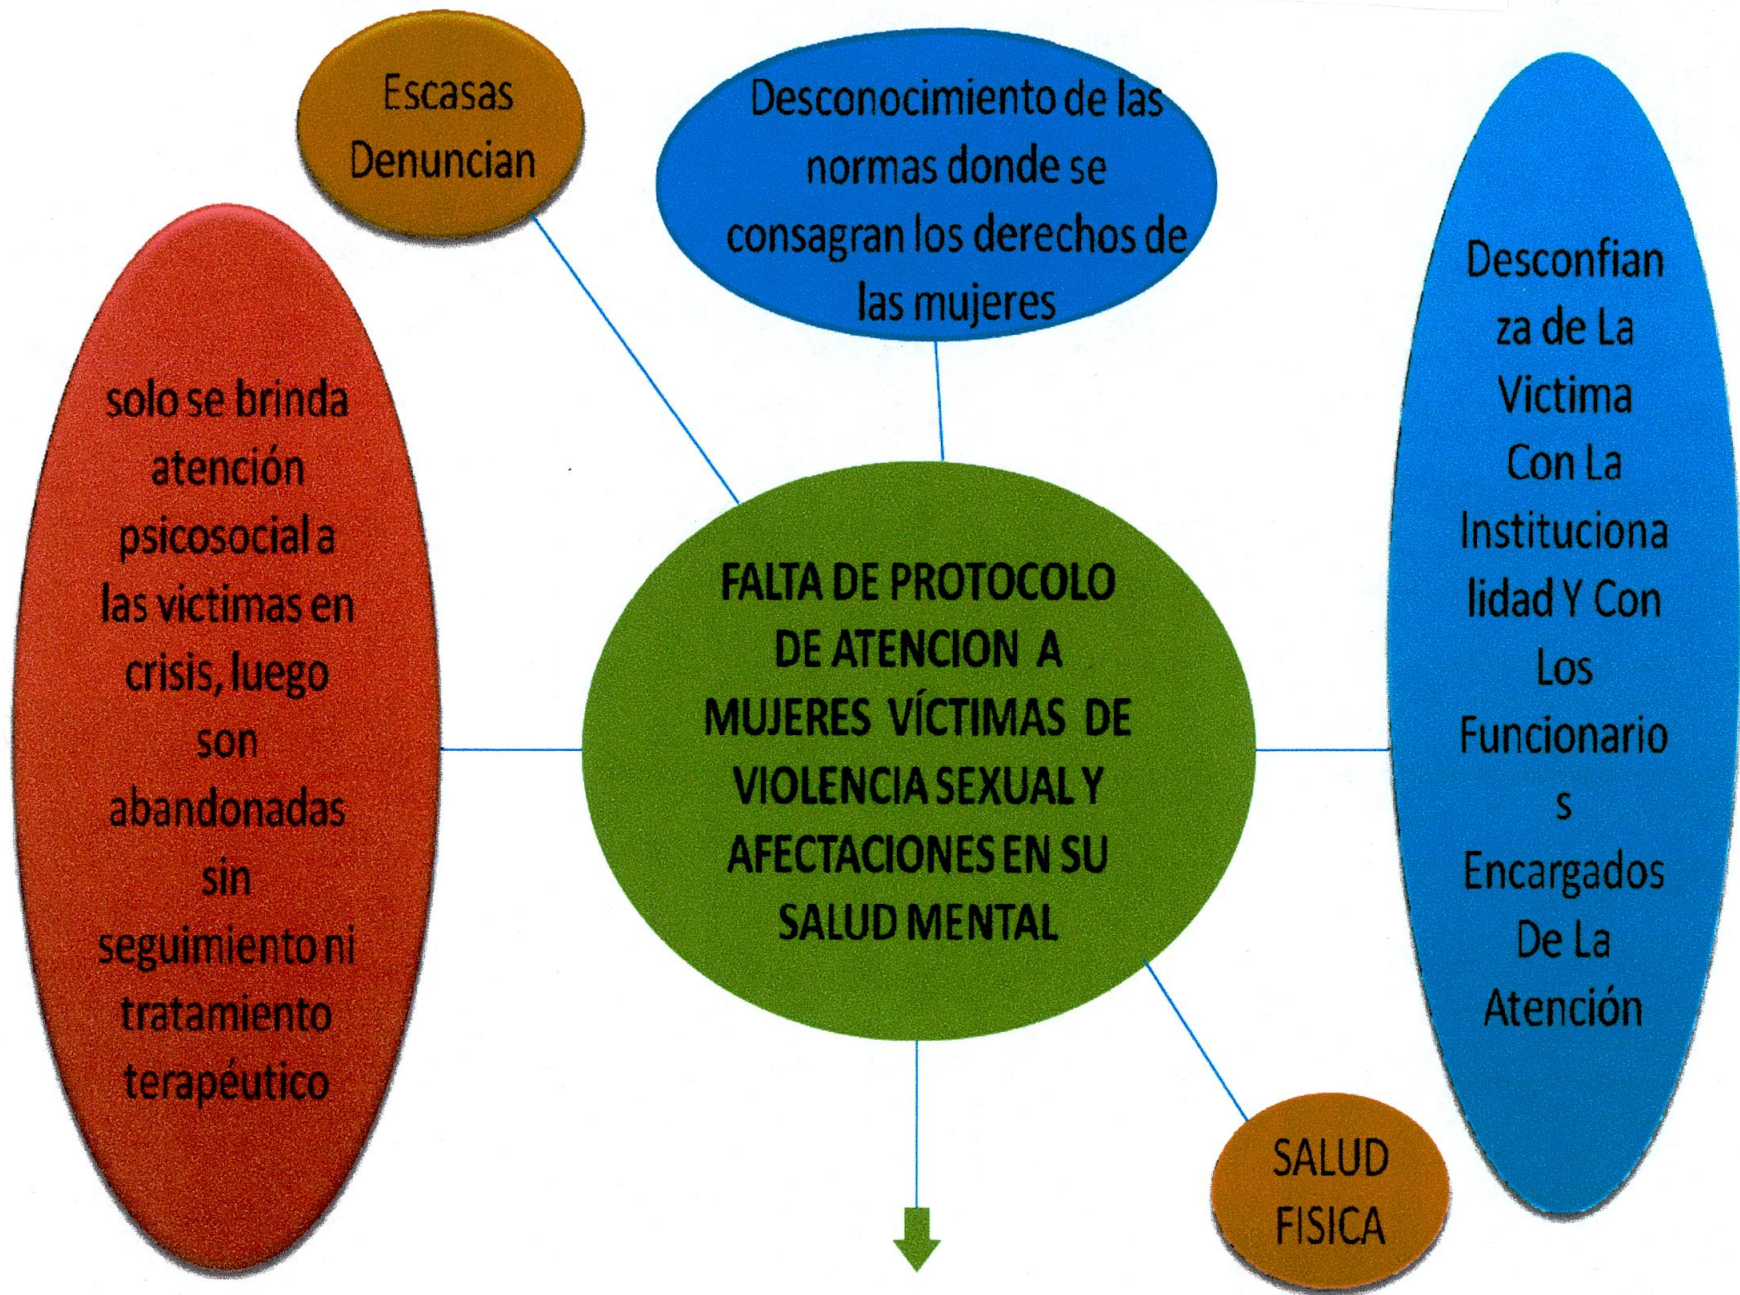 Escasas
Denuncian
Desconocimiento de las
normas donde se
consagran los derechos de
las mujeres
solo se brinda
atención
psicosocial a
las victimas en
crisis, luego
son
abandonadas
sin
seguimiento ni
tratamiento
terapéutico
FALTA DE PROTOCOLO
DE ATENCION A
MUJERES VÍCTIMAS DE
VIOLENCIA SEXUAL Y
AFECTACIONES EN SU
SALUD MENTAL
Desconfian
za de La
Victima
Con La
Instituciona
lidad Y Con
Los
Funcionario
s
Encargados
De La
Atención
SALUD
FISICA